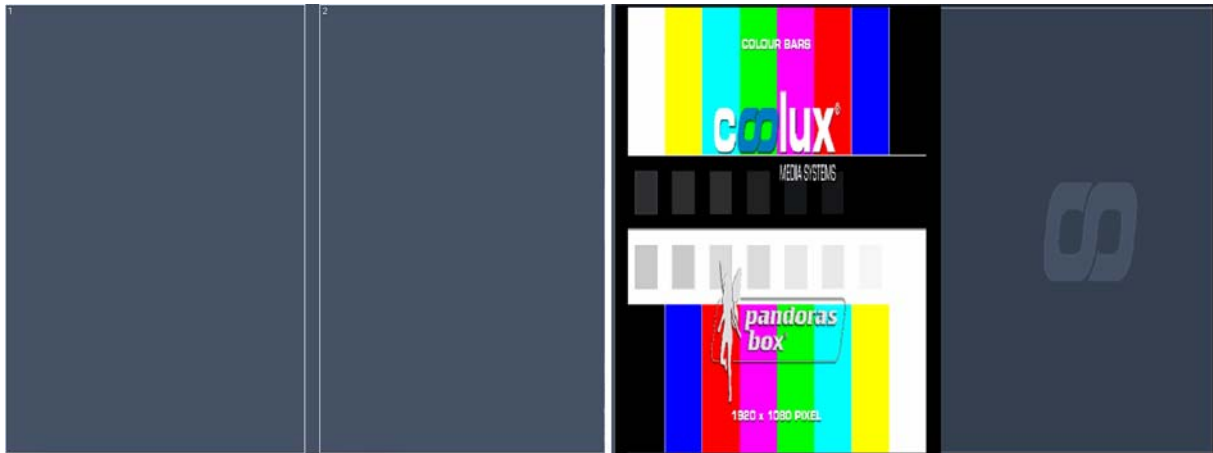 1
2
COLOUR BARS
coolux®
MEDIA SYSTEMS
pandoras
box
1920 x 1080 PIXEL